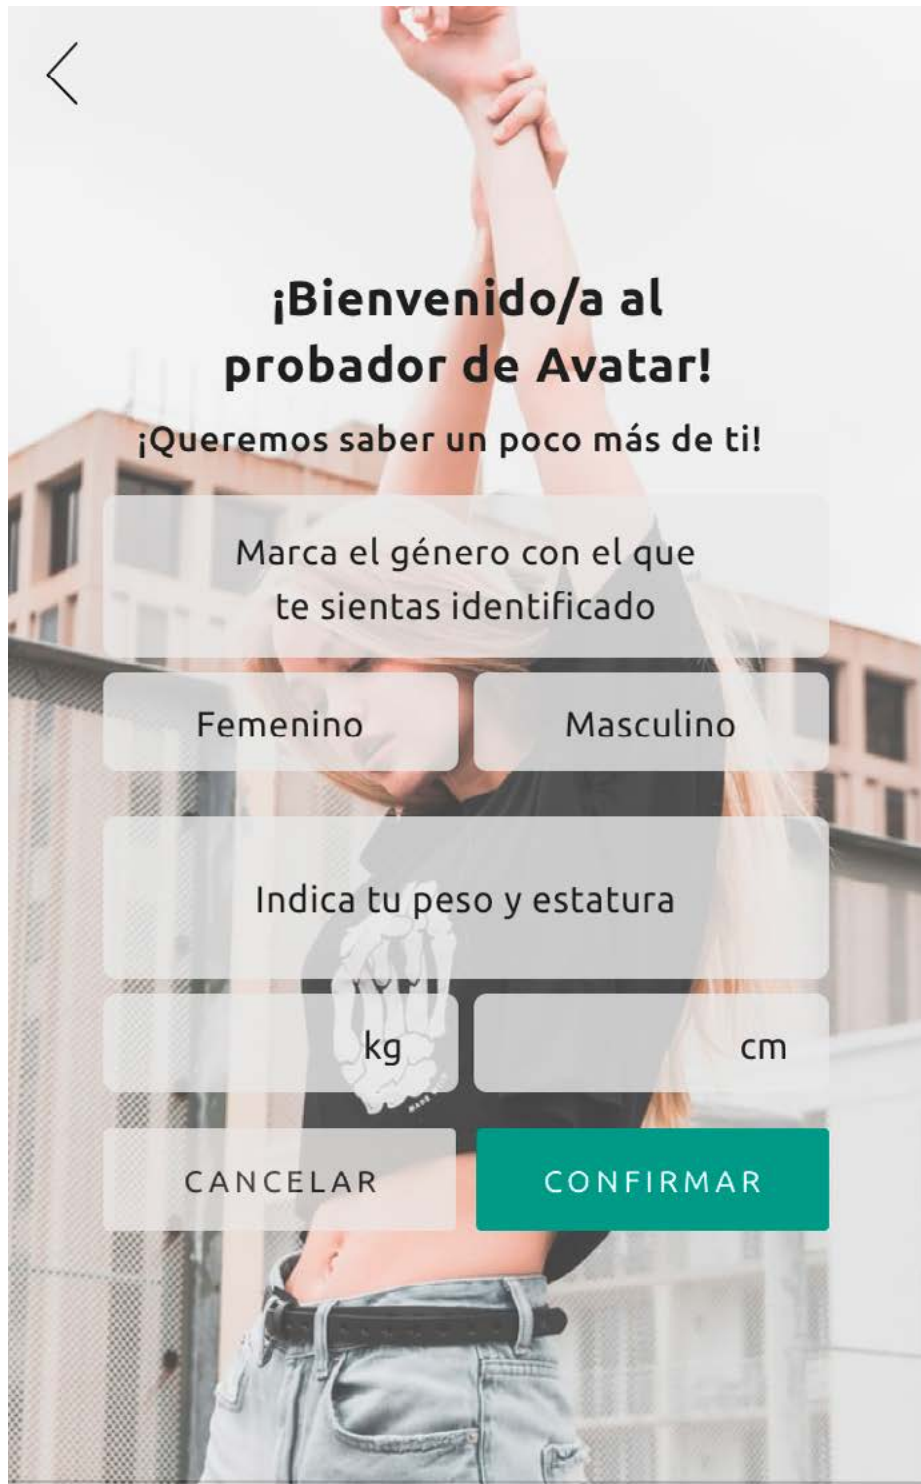 ¡Bienvenido/a al
probador de Avatar!
¡Queremos saber un poco más de ti!
Marca el género con el que
te sientas identificado
Femenino
Masculino
Indica tu peso y estatura
kg
cm
CANCELAR
CONFIRMAR